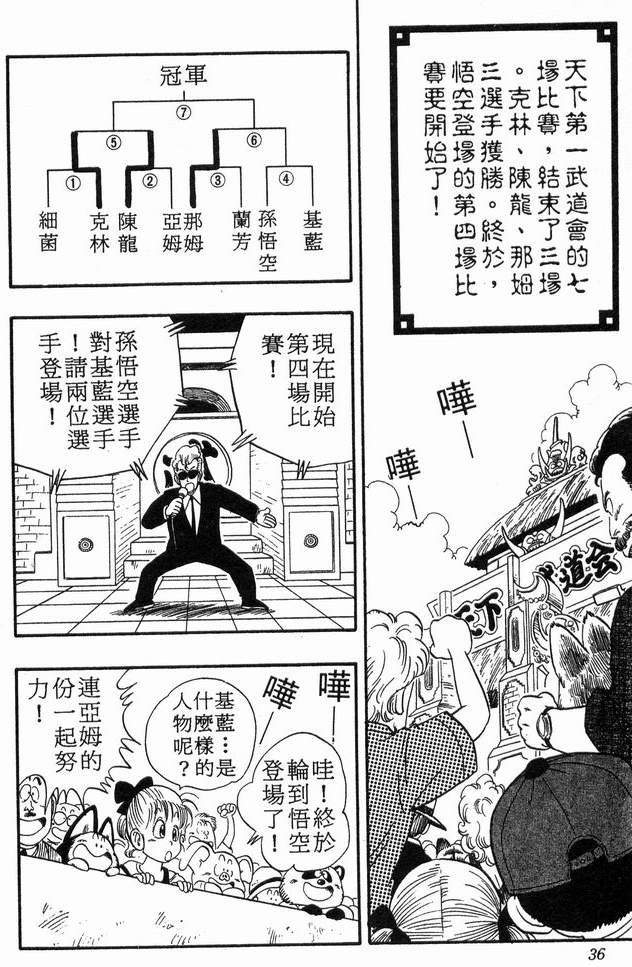 天下第一武道會的七
場比賽，結束了三場
。克林、陳龍、那姆
三選手獲勝。終於，
悟空登場的第四場比
賽要開始了！
嘩—
嘩—
天下
武道会
冠軍
⑦
⑤
⑥
①
②
③
④
細菌
克林
陳龍
亞姆
那姆
蘭芳
孫悟空
基藍
現在開始
第四場比
賽！
孫悟空選手
對基藍選手
！請兩位選
手登場！
嘩—
嘩—
哇！終於
輪到悟空
登場了！
基藍…是
什麼樣的
人物呢？
連亞姆的
份一起努
力！
36